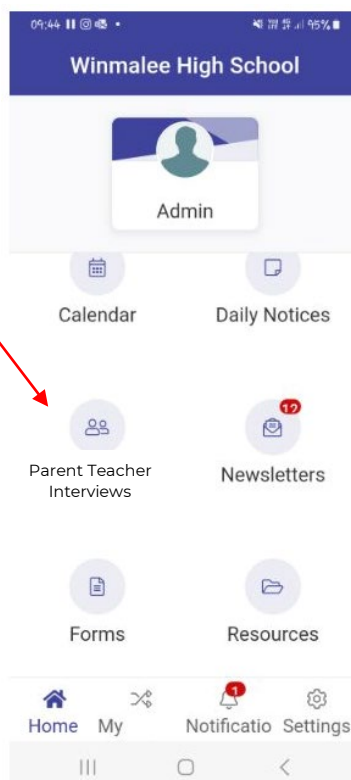 09:44
95%
Winmalee High School
Admin
Calendar
Daily Notices
12
Parent Teacher
Interviews
Newsletters
Forms
Resources
1
Home
My
Notificatio
Settings